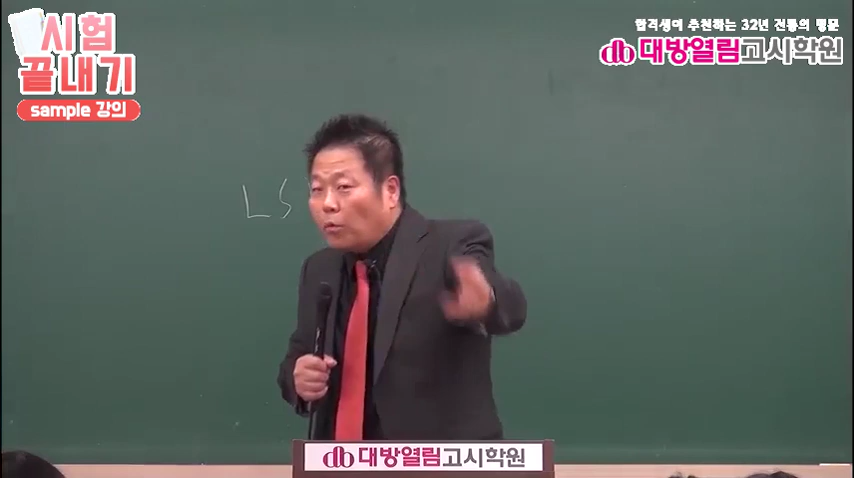 시험
끝내기
sample 강의
합격생이 추천하는 32년 전통의 명문
db 대방열림고시학원
LS
db 대방열림고시학원